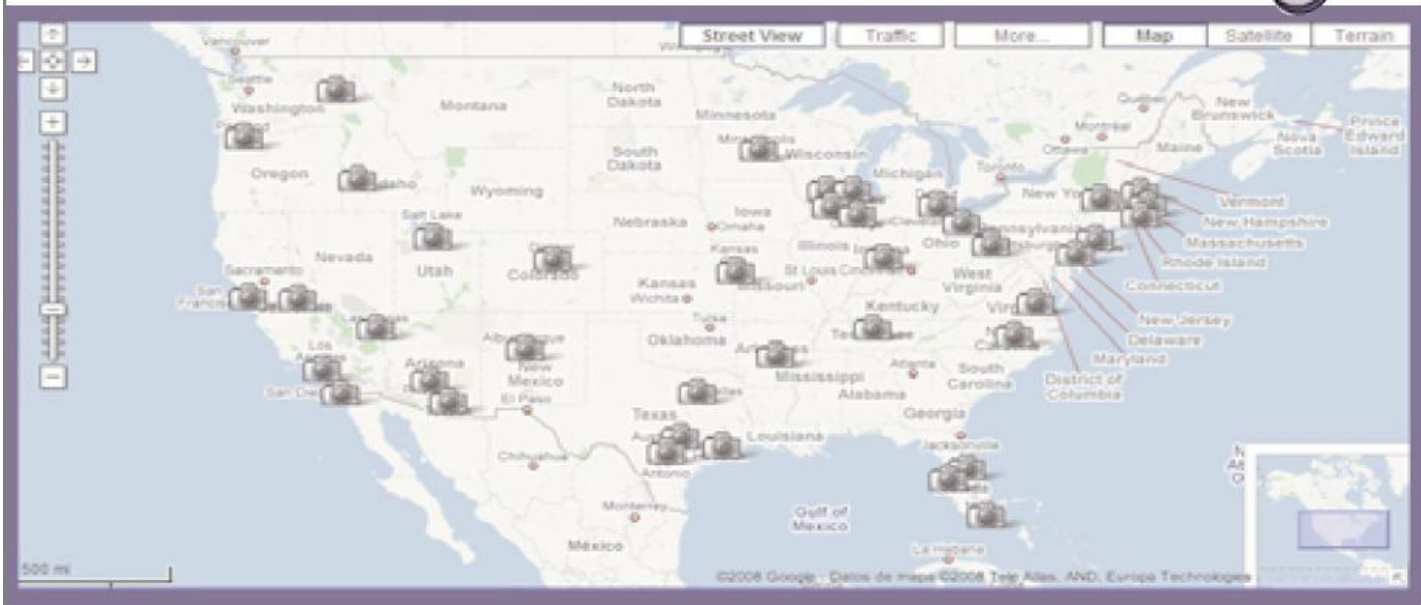 Street View
Traffic
More...
Map
Satellite
Terrain
Vancouver
Seattle
Washington
Montana
North
Dakota
Minnesota
Quebec
New
Brunswick
Prince
Edward
Island
Montréal
Ottawa
Maine
Nova
Scotia
Oregon
South
Dakota
Wisconsin
Michigan
Toronto
Wyoming
Vermont
Salt Lake
Nebraska
Iowa
Omaha
New Hampshire
Massachusetts
Rhode Island
Connecticut
Nevada
Utah
Illinois
Ohio
Sacramento
Kansas
Kansas
St Louis
West
Virginia
Wichita
Kentucky
New Jersey
Delaware
Maryland
Tulsa
Oklahoma
New
Mexico
Arizona
Mississippi
Atlanta
South
Carolina
Alabama
District of
Columbia
El Paso
Georgia
Texas
Louisiana
Jacksonville
Chihuahua
Antonio
Monterrey
Gulf of
Mexico
México
La Habana
500 mi
©2008 Google - Datos de mapa ©2008 Tele Atlas, AND, Europa Technologies